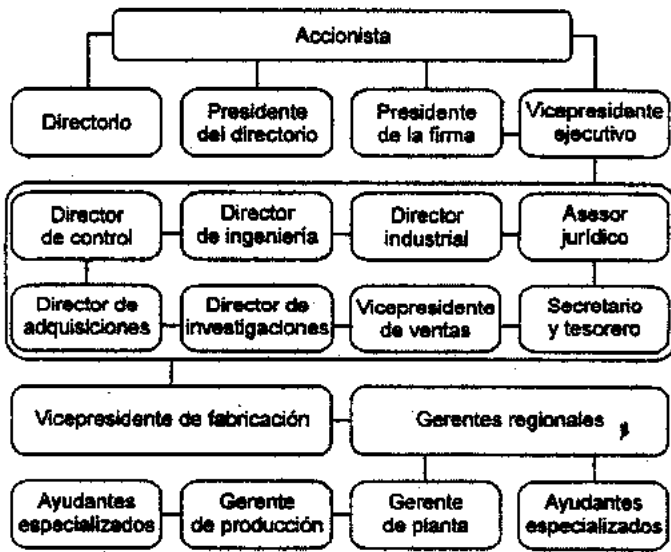 Accionista
Directorio
Presidente
del directorio
Presidente
de la firma
Vicepresidente
ejecutivo
Director
de control
Director
de ingeniería
Director
industrial
Asesor
jurídico
Director de
adquisiciones
Director de
investigaciones
Vicepresidente
de ventas
Secretario
y tesorero
Vicepresidente de fabricación
Gerentes regionales
Ayudantes
especializados
Gerente
de producción
Gerente
de planta
Ayudantes
especializados